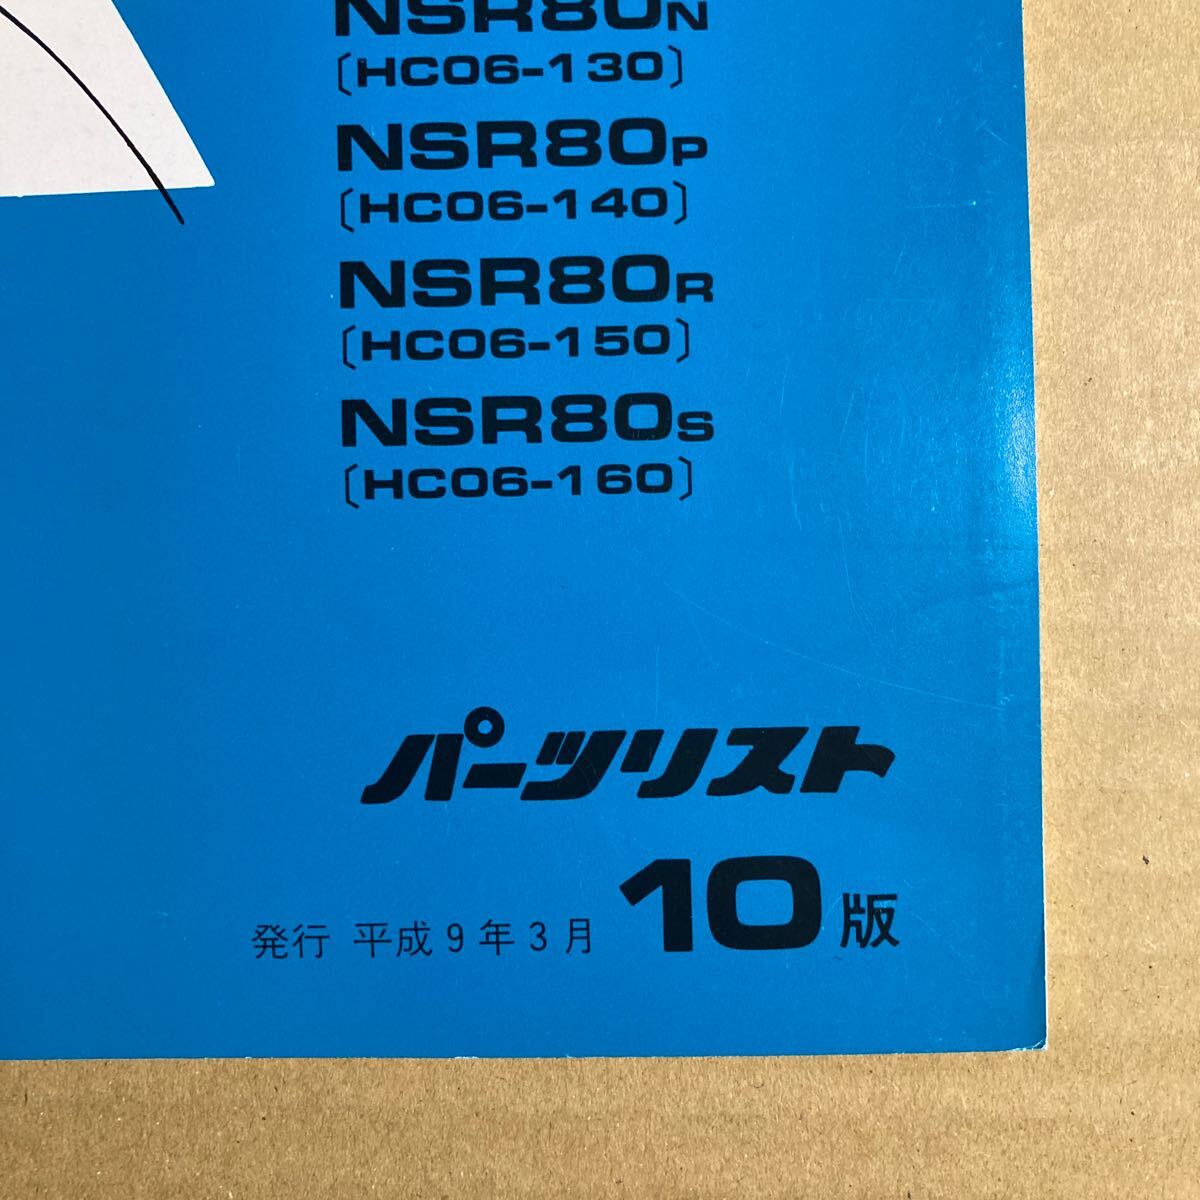 NSR80N
〔HC06-130〕
NSR80P
〔HC06-140〕
NSR80R
〔HC06-150〕
NSR80S
〔HC06-160〕
パーツリスト
発行 平成9年3月 10版